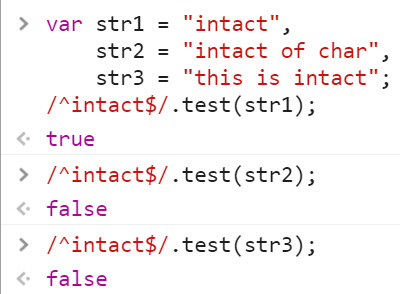 > var str1 = "intact",
str2 = "intact of char",
str3 = "this is intact";
/^intact$/.test(str1);
<· true
> /^intact$/.test(str2);
<· false
> /^intact$/.test(str3);
<· false